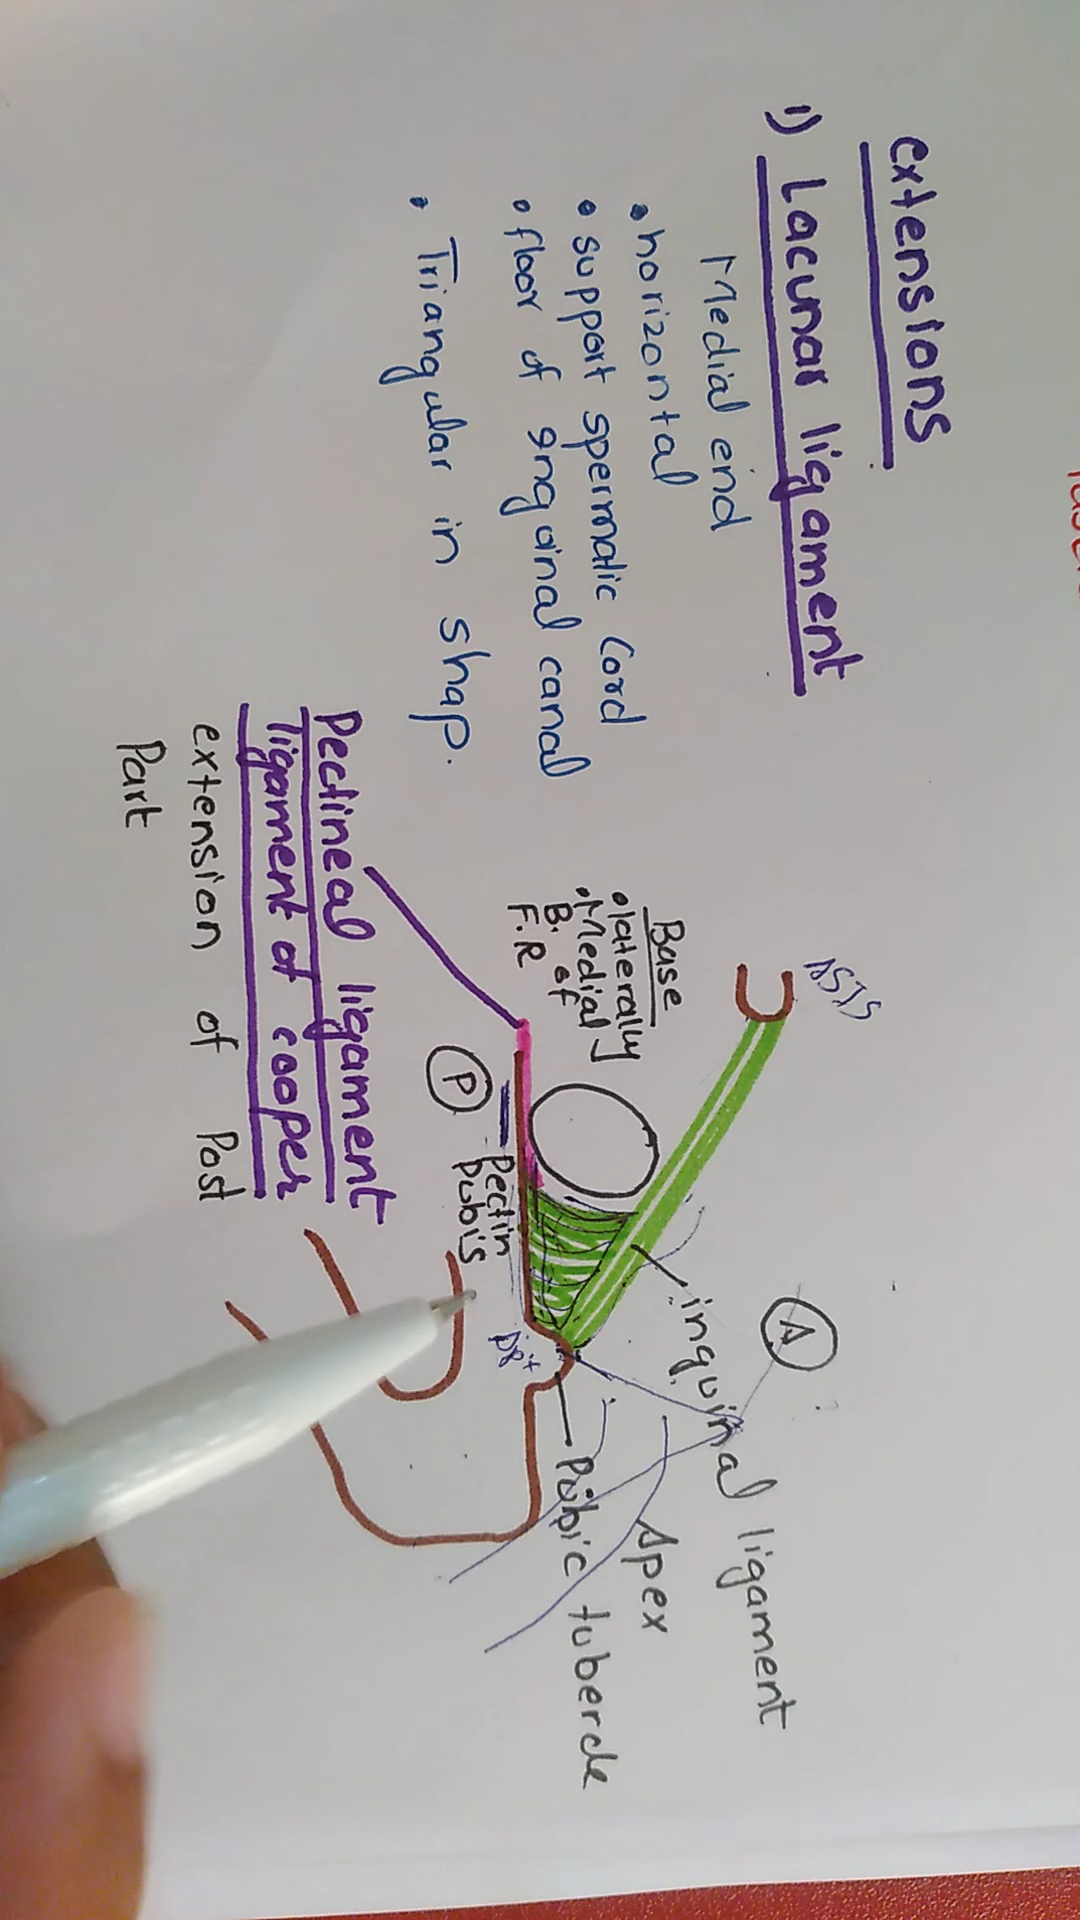 extensions
1) Lacunar ligament
Medial end
• horizontal
• support spermatic Cord
• floor of inguinal canal
• Triangular in shap.
ASIS
Base
• laterally
• Medial
B. of
F.R
A
inguinal ligament
Apex
Pubic tubercle
P
Pectin
Pubis
Pectineal ligament
ligament of cooper
extension of Post
Part